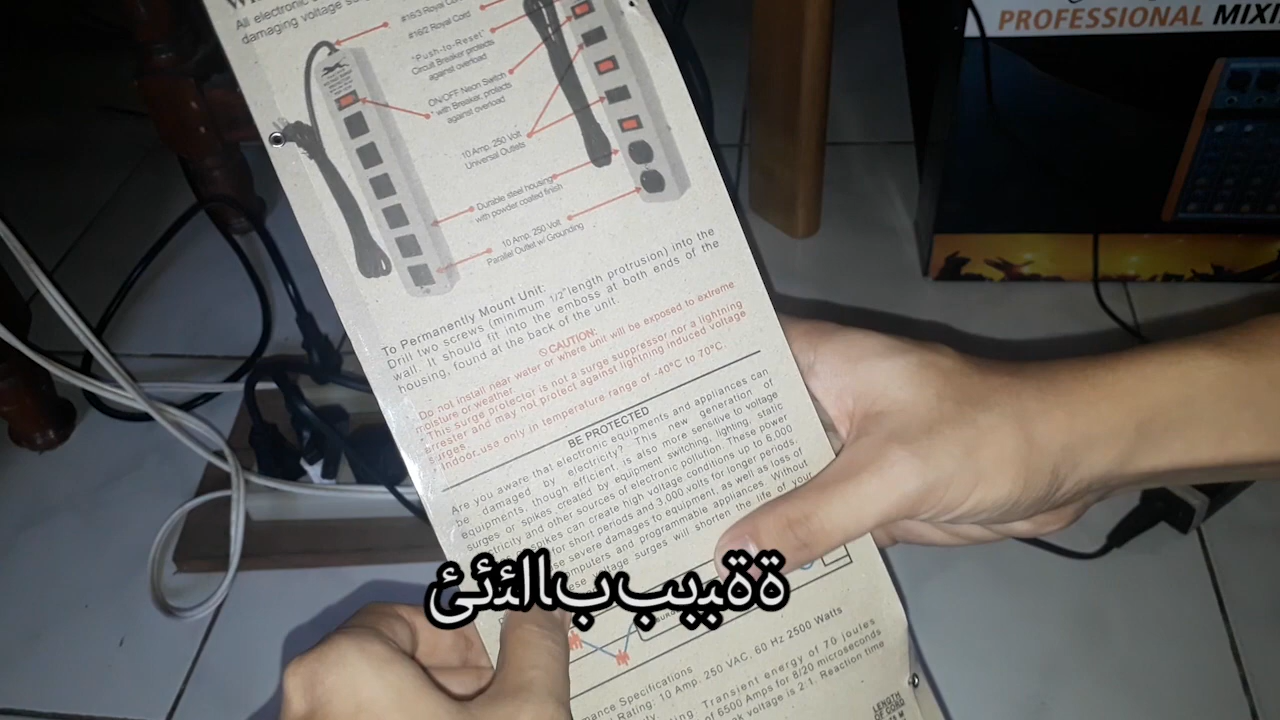 All electronic
damaging voltage
#16/3 Royal Cord
#16/2 Royal Cord
"Push-to-Reset"
Circuit Breaker protects
against overload
ON/OFF Neon Switch
with Breaker, protects
against overload
10 Amp, 250 Volt
Universal Outlets
Durable steel housing
with powder coated finish
10 Amp, 250 Volt
Parallel Outlet w/ Grounding
To Permanently Mount Unit:
Drill two screws (minimum 1/2" length protrusion) into the
wall. It should fit into the emboss at both ends of the
housing, found at the back of the unit.
CAUTION:
Do not install near water or where unit will be exposed to extreme
moisture or weather
• This surge protector is not a surge suppressor nor a lightning
arrester and may not protect against lightning induced voltage
surges.
• Indoor use only in temperature range of -40°C to 70°C.
BE PROTECTED
Are you aware that electronic equipments and appliances can
be damaged by electricity? This new generation of
equipments, though efficient, is also more sensitive to voltage
surges or spikes created by equipment switching, lighting, static
electricity and other sources of electronic pollution. These power
spikes can create high voltage conditions up to 6,000
for short periods and 3,000 volts for longer periods.
severe damages to equipment, as well as loss of
computers and programmable appliances. Without
voltage surges will shorten the life of your
ةةيبب ب االئئئ
Specifications
Rating: 10 Amp, 250 VAC, 60 Hz 2500 Watts
Transient energy of 70 joules
of 6500 Amps for 8/20 microseconds
voltage is 2:1. Reaction time
LENGTH
OF CORD
PROFESSIONAL